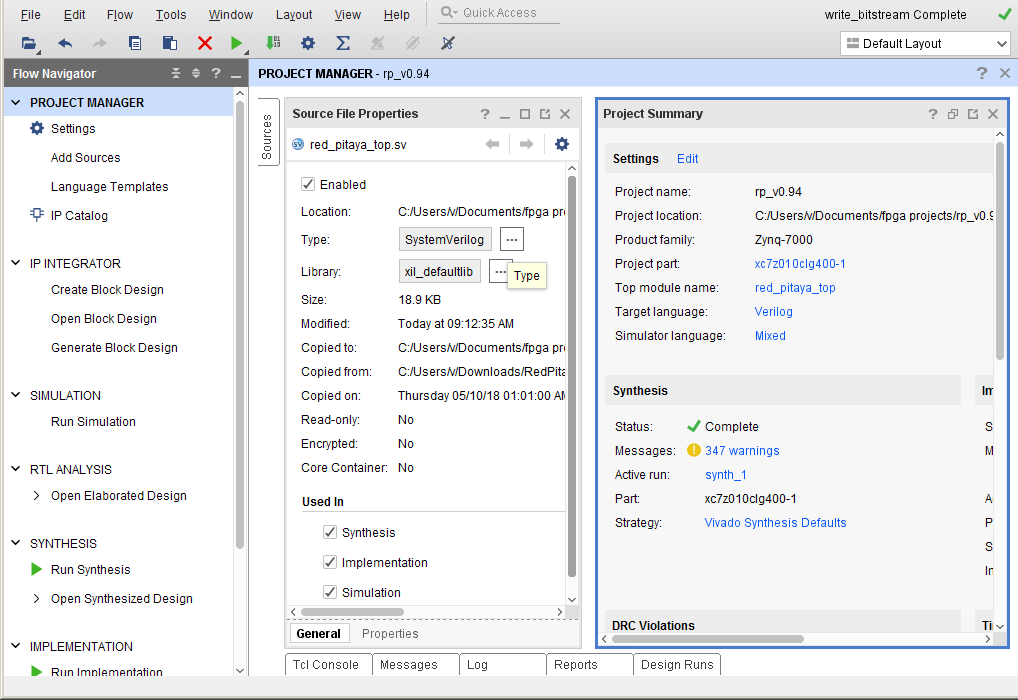 File Edit Flow Tools Window Layout View Help Quick Access write_bitstream Complete
Default Layout
Flow Navigator
PROJECT MANAGER
Settings
Add Sources
Language Templates
IP Catalog
IP INTEGRATOR
Create Block Design
Open Block Design
Generate Block Design
SIMULATION
Run Simulation
RTL ANALYSIS
Open Elaborated Design
SYNTHESIS
Run Synthesis
Open Synthesized Design
IMPLEMENTATION
Run Implementation
PROJECT MANAGER - rp_v0.94
Sources
Source File Properties
red_pitaya_top.sv
Enabled
Location: C:/Users/v/Documents/fpga pr
Type: SystemVerilog ...
Library: xil_defaultlib ...
Type
Size: 18.9 KB
Modified: Today at 09:12:35 AM
Copied to: C:/Users/v/Documents/fpga pr
Copied from: C:/Users/v/Downloads/RedPita
Copied on: Thursday 05/10/18 01:01:00 AM
Read-only: No
Encrypted: No
Core Container: No
Used In
Synthesis
Implementation
Simulation
General Properties
Project Summary
Settings Edit
Project name: rp_v0.94
Project location: C:/Users/v/Documents/fpga projects/rp_v0.9
Product family: Zynq-7000
Project part: xc7z010clg400-1
Top module name: red_pitaya_top
Target language: Verilog
Simulator language: Mixed
Synthesis
Status: Complete
Messages: 347 warnings
Active run: synth_1
Part: xc7z010clg400-1
Strategy: Vivado Synthesis Defaults
DRC Violations
Tcl Console Messages Log Reports Design Runs